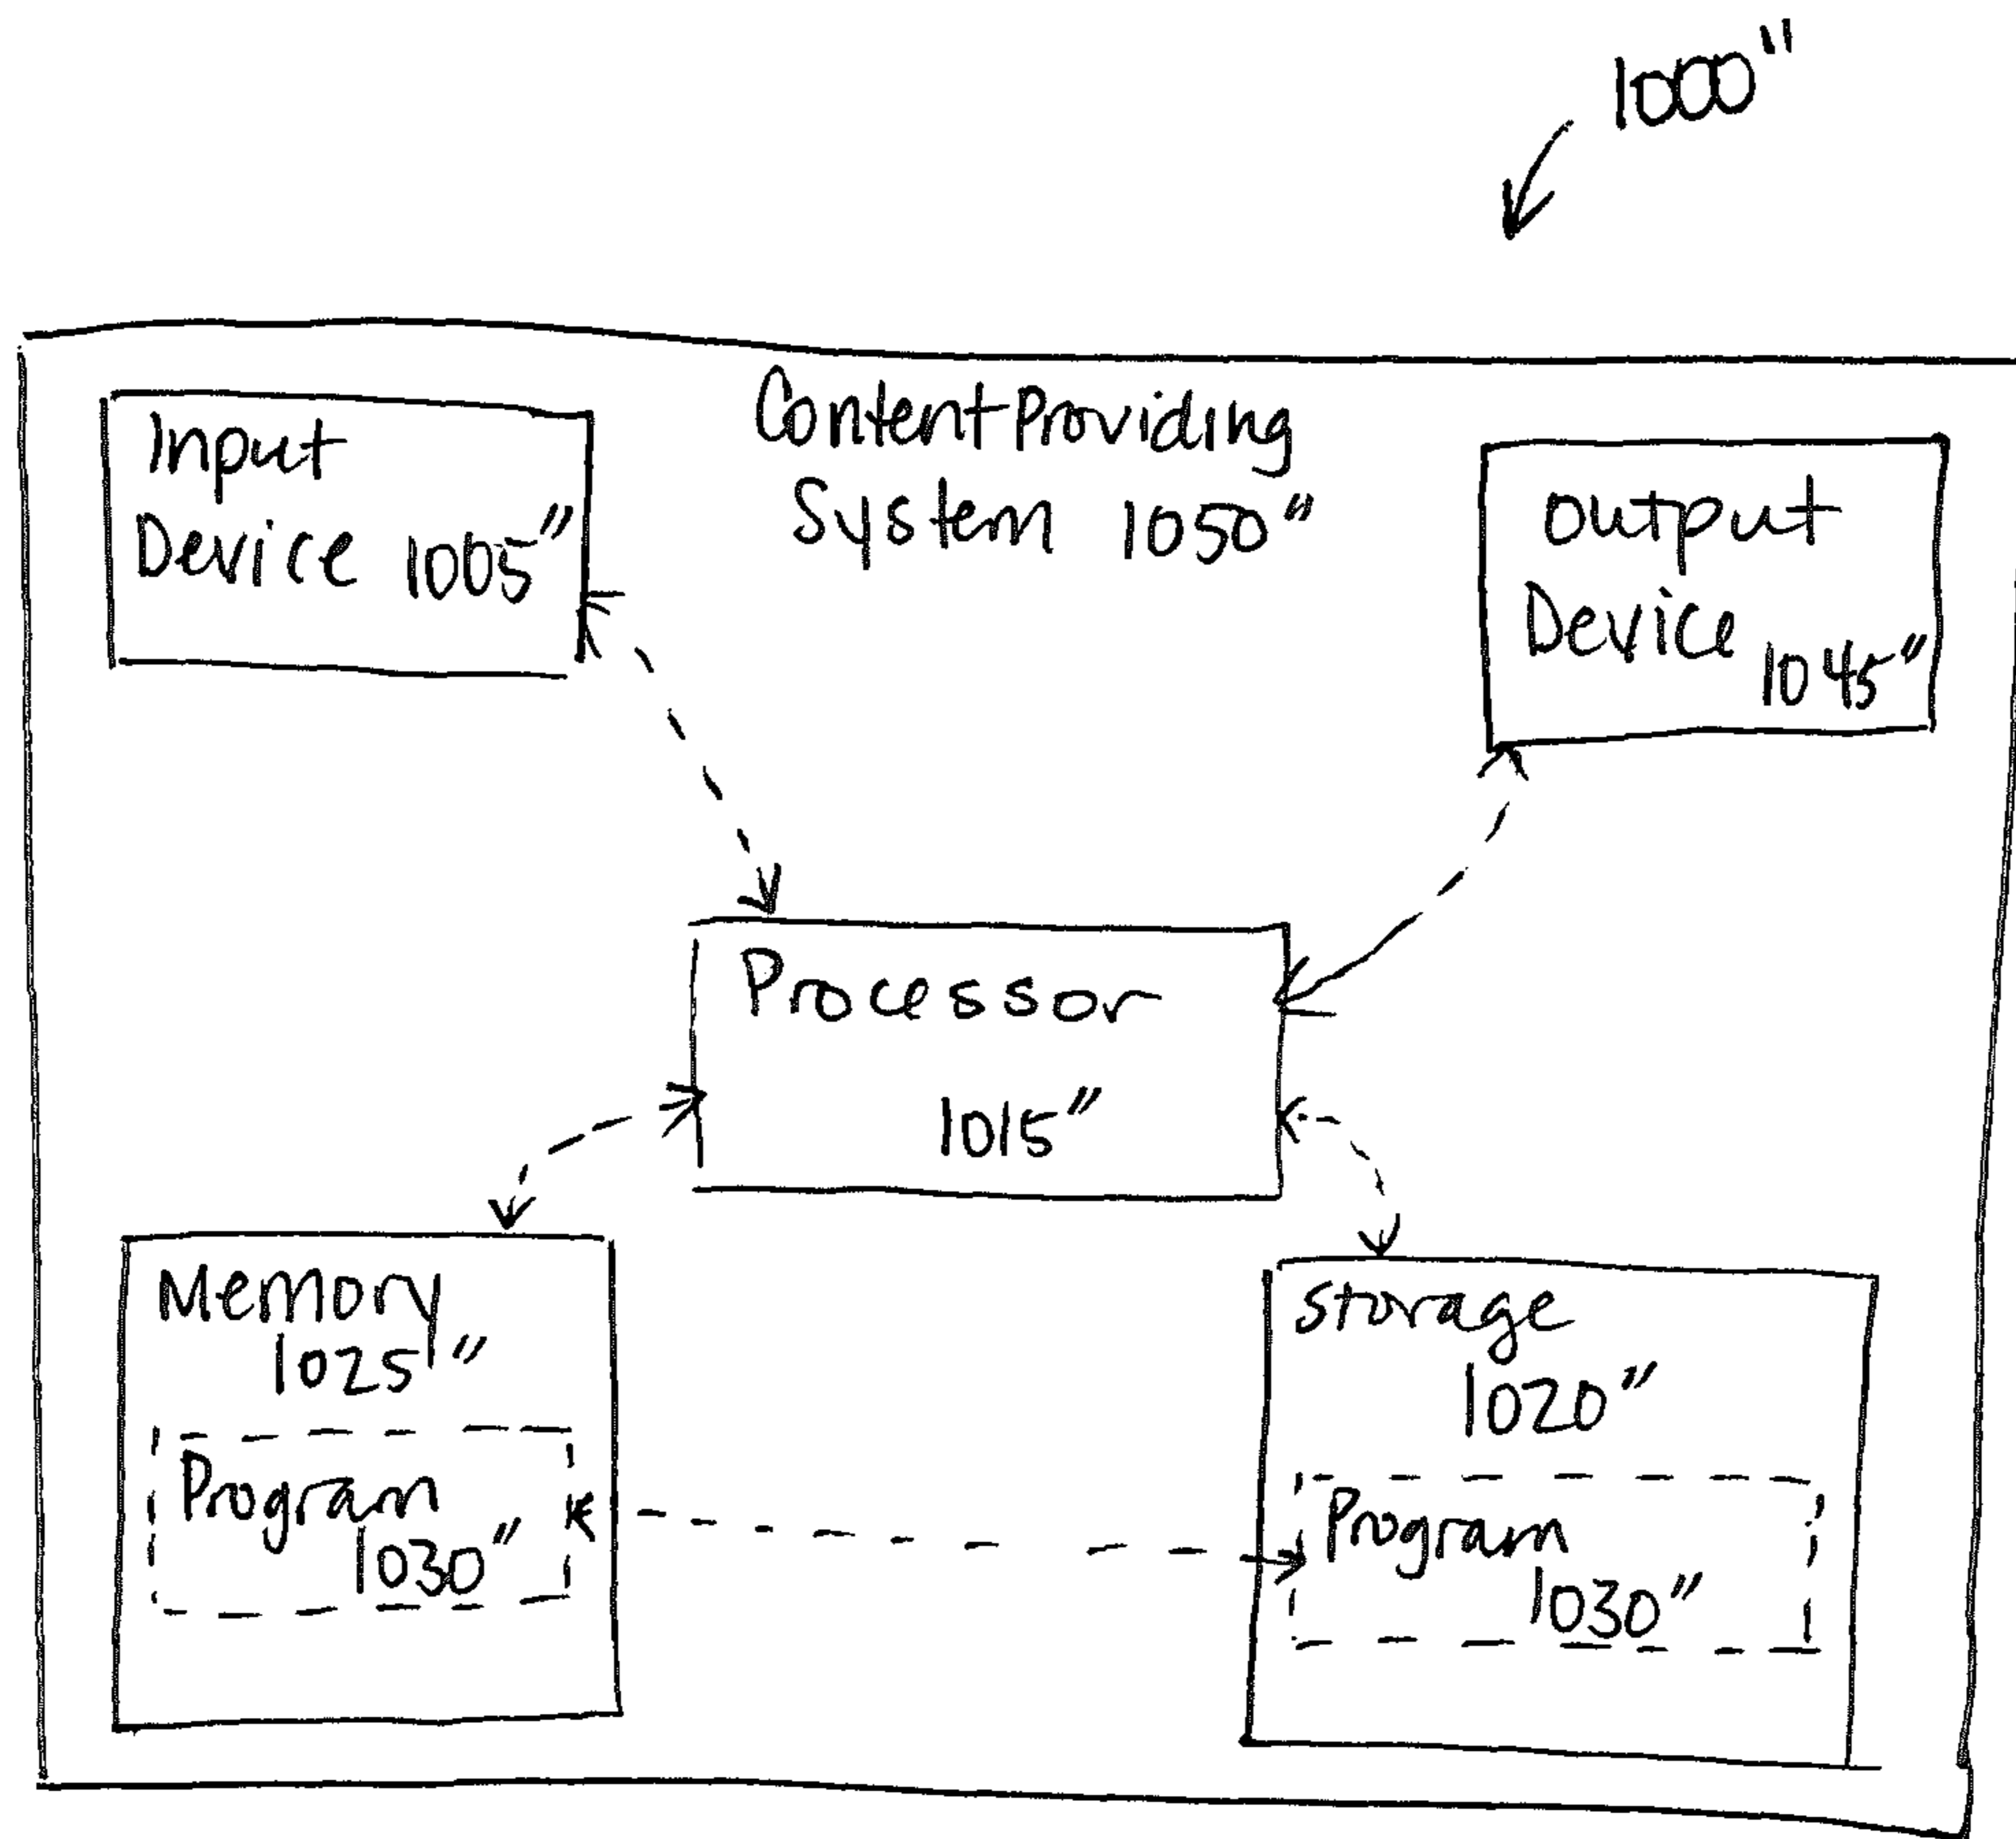 1000"
Input
Device 1005"
Content Providing
System 1050"
output
Device
1045"
Processor
1015"
Memory
1025"
Program
1030"
Storage
1020"
Program
1030"